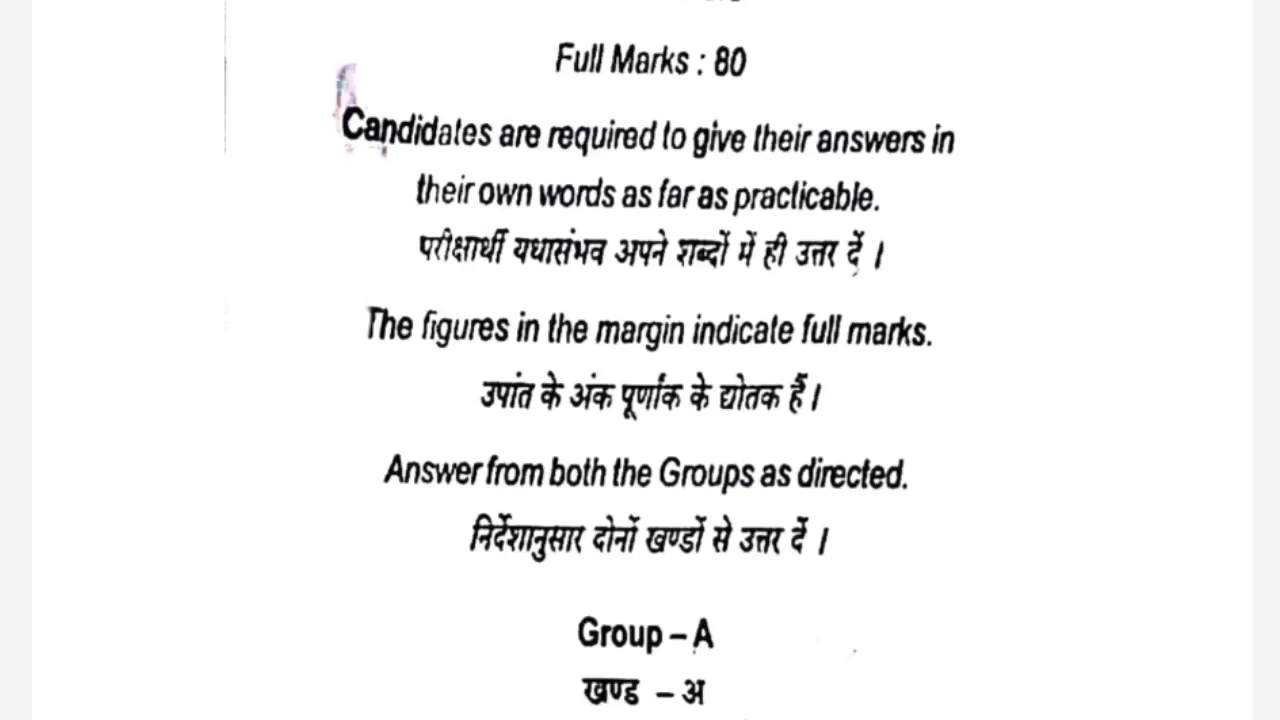 Full Marks : 80
Candidates are required to give their answers in
their own words as far as practicable.
परीक्षार्थी यथासंभव अपने शब्दों में ही उत्तर दें ।
The figures in the margin indicate full marks.
उपांत के अंक पूर्णांक के द्योतक हैं ।
Answer from both the Groups as directed.
निर्देशानुसार दोनों खण्डों से उत्तर दें ।
Group – A
खण्ड – अ